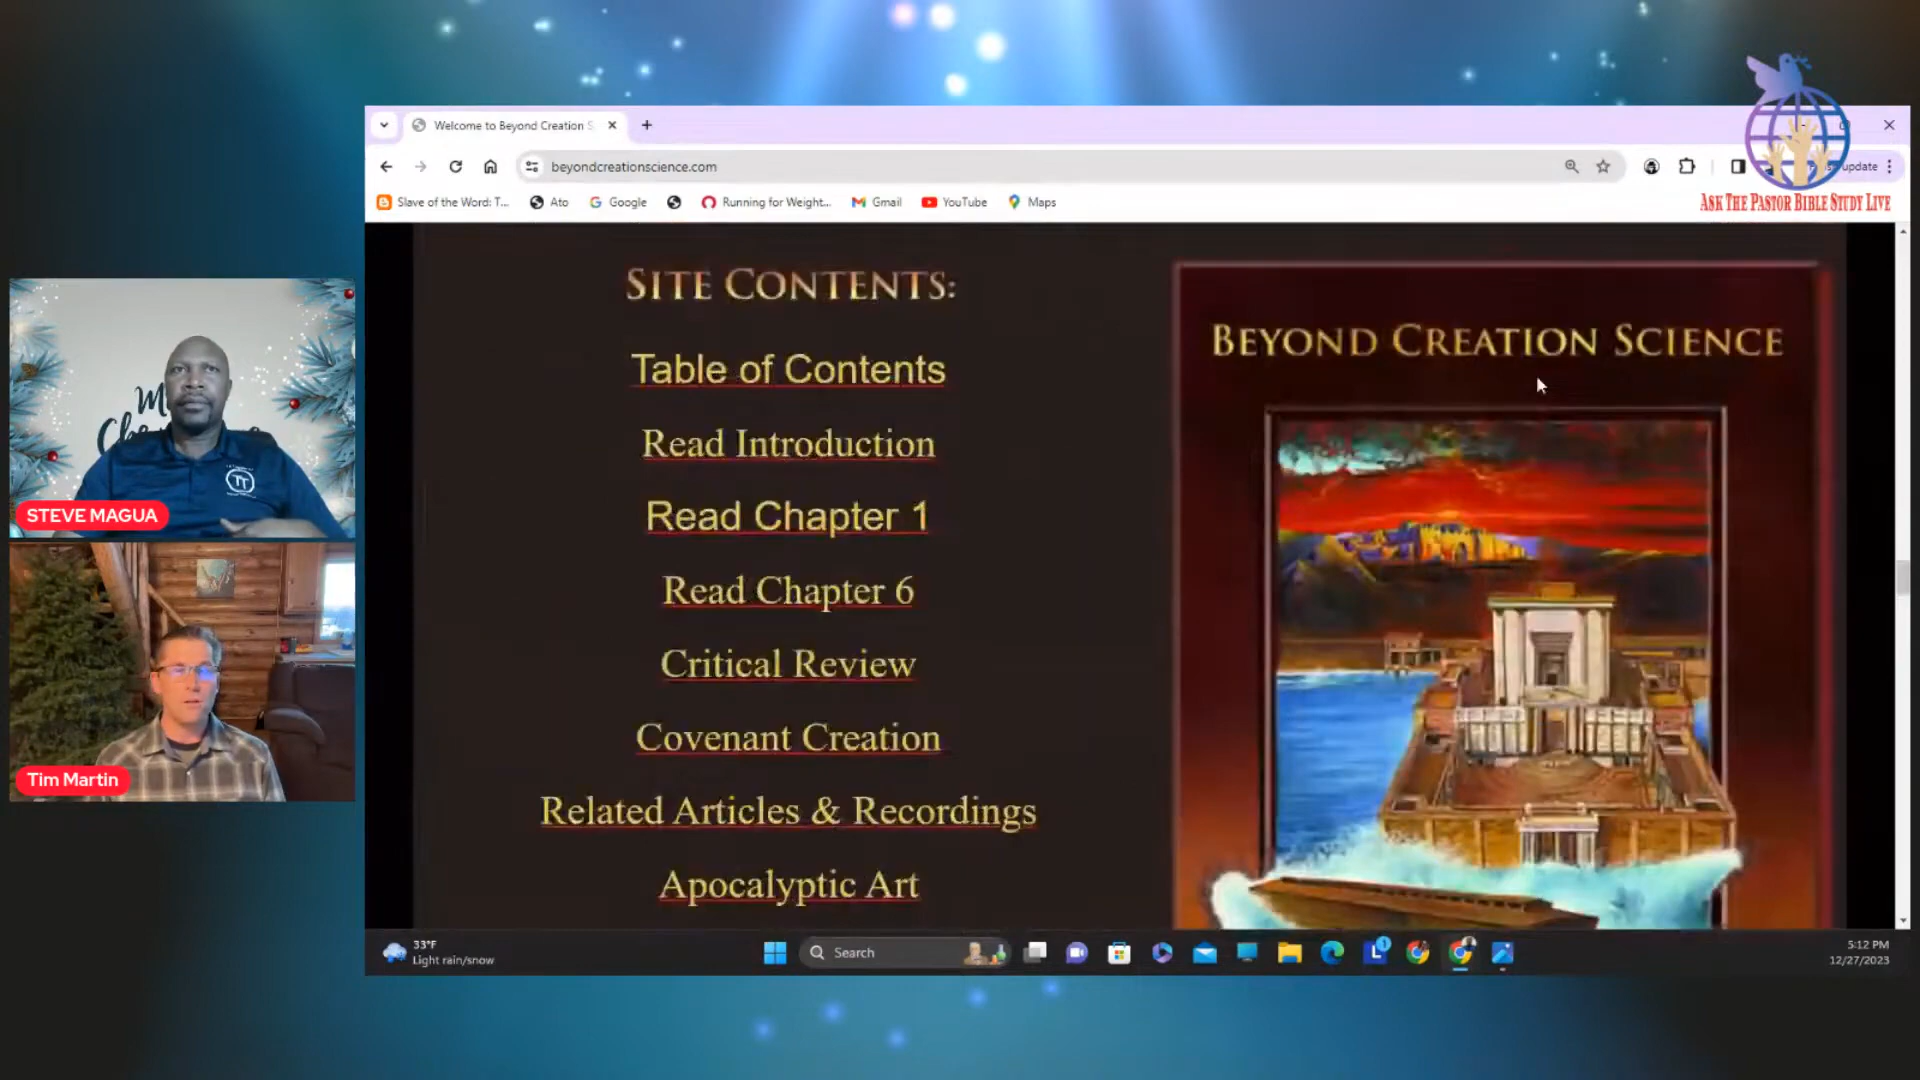 Welcome to Beyond Creation S
beyondcreationscience.com
update
Slave of the Word: T...
Ato
Google
Running for Weight...
Gmail
YouTube
Maps
ASK THE PASTOR BIBLE STUDY LIVE
SITE CONTENTS:
Table of Contents
Read Introduction
Read Chapter 1
Read Chapter 6
Critical Review
Covenant Creation
Related Articles & Recordings
Apocalyptic Art
BEYOND CREATION SCIENCE
TT
STEVE MAGUA
Tim Martin
33°F
Light rain/snow
Search
1
5:12 PM
12/27/2023